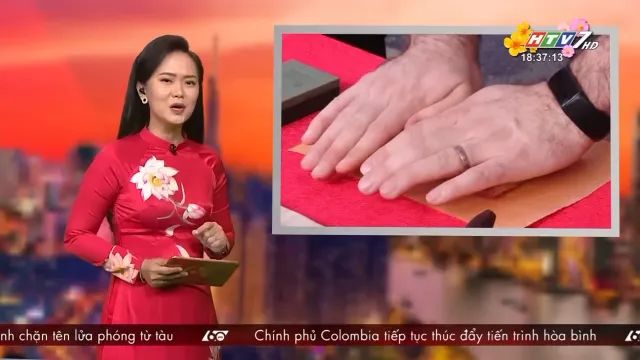 HTV7 HD
18:37:13
nh chặn tên lửa phóng từ tàu 60 Chính phủ Colombia tiếp tục thúc đẩy tiến trình hòa bình